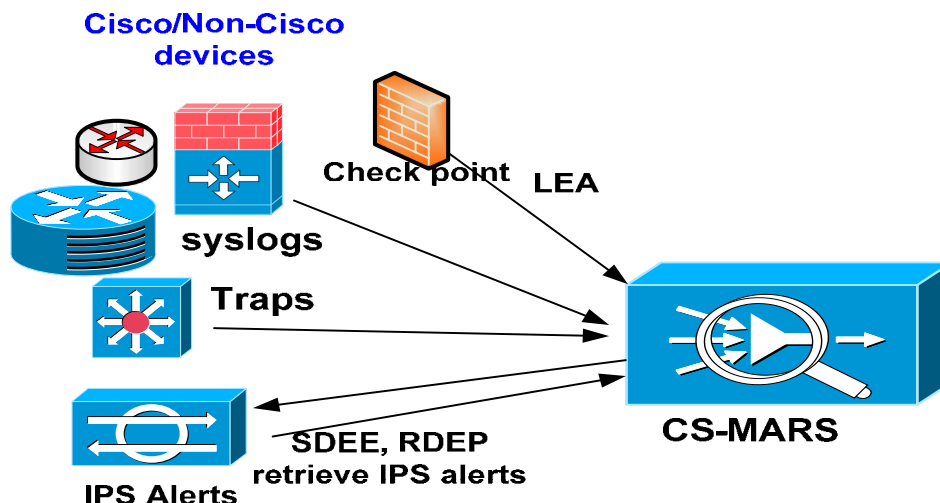 Cisco/Non-Cisco
devices
Check point
LEA
syslogs
Traps
CS-MARS
SDEE, RDEP
retrieve IPS alerts
IPS Alerts